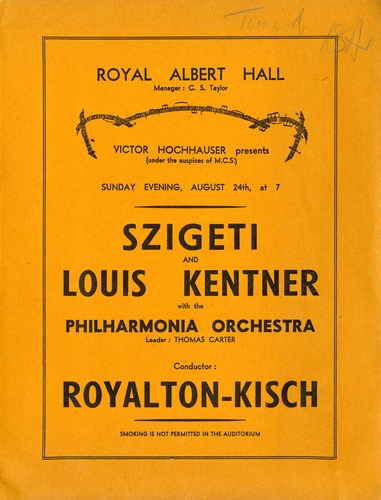 Timed
ROYAL ALBERT HALL
Manager: C. S. Taylor
VICTOR HOCHHAUSER presents
(under the auspices of M.C.S.)
SUNDAY EVENING, AUGUST 24th, at 7
SZIGETI
AND
LOUIS KENTNER
with the
PHILHARMONIA ORCHESTRA
Leader: THOMAS CARTER
Conductor:
ROYALTON-KISCH
SMOKING IS NOT PERMITTED IN THE AUDITORIUM